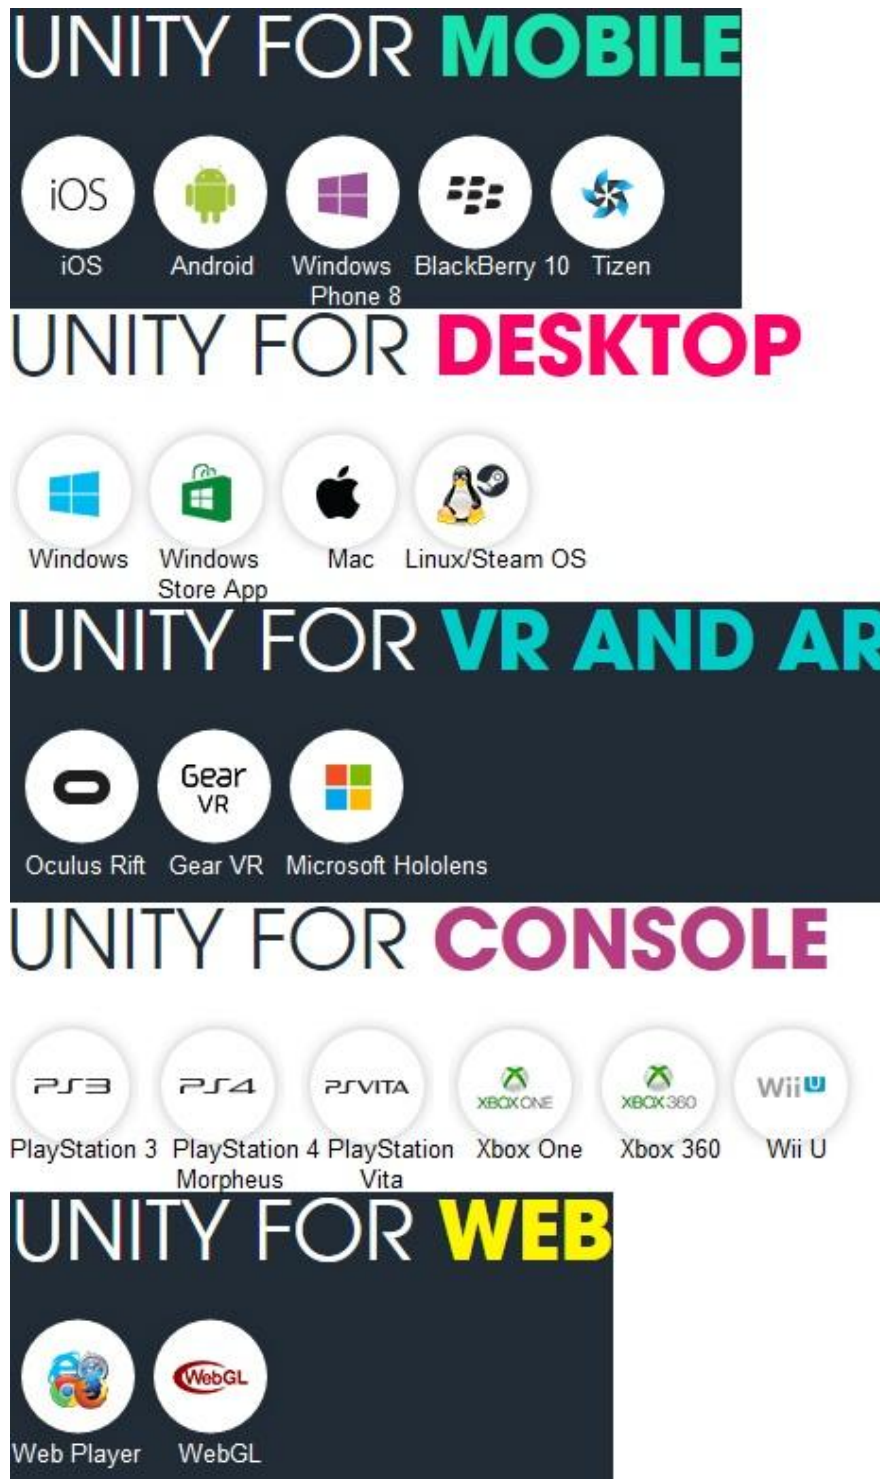 UNITY FOR MOBILE
iOS
iOS Android Windows BlackBerry 10 Tizen
Phone 8
UNITY FOR DESKTOP
Windows Windows Mac Linux/Steam OS
Store App
UNITY FOR VR AND AR
Gear
VR
Oculus Rift Gear VR Microsoft Hololens
UNITY FOR CONSOLE
PS3 PS4 PSVITA XBOX ONE XBOX 360 Wii U
PlayStation 3 PlayStation 4 PlayStation Xbox One Xbox 360 Wii U
Morpheus Vita
UNITY FOR WEB
WebGL
Web Player WebGL